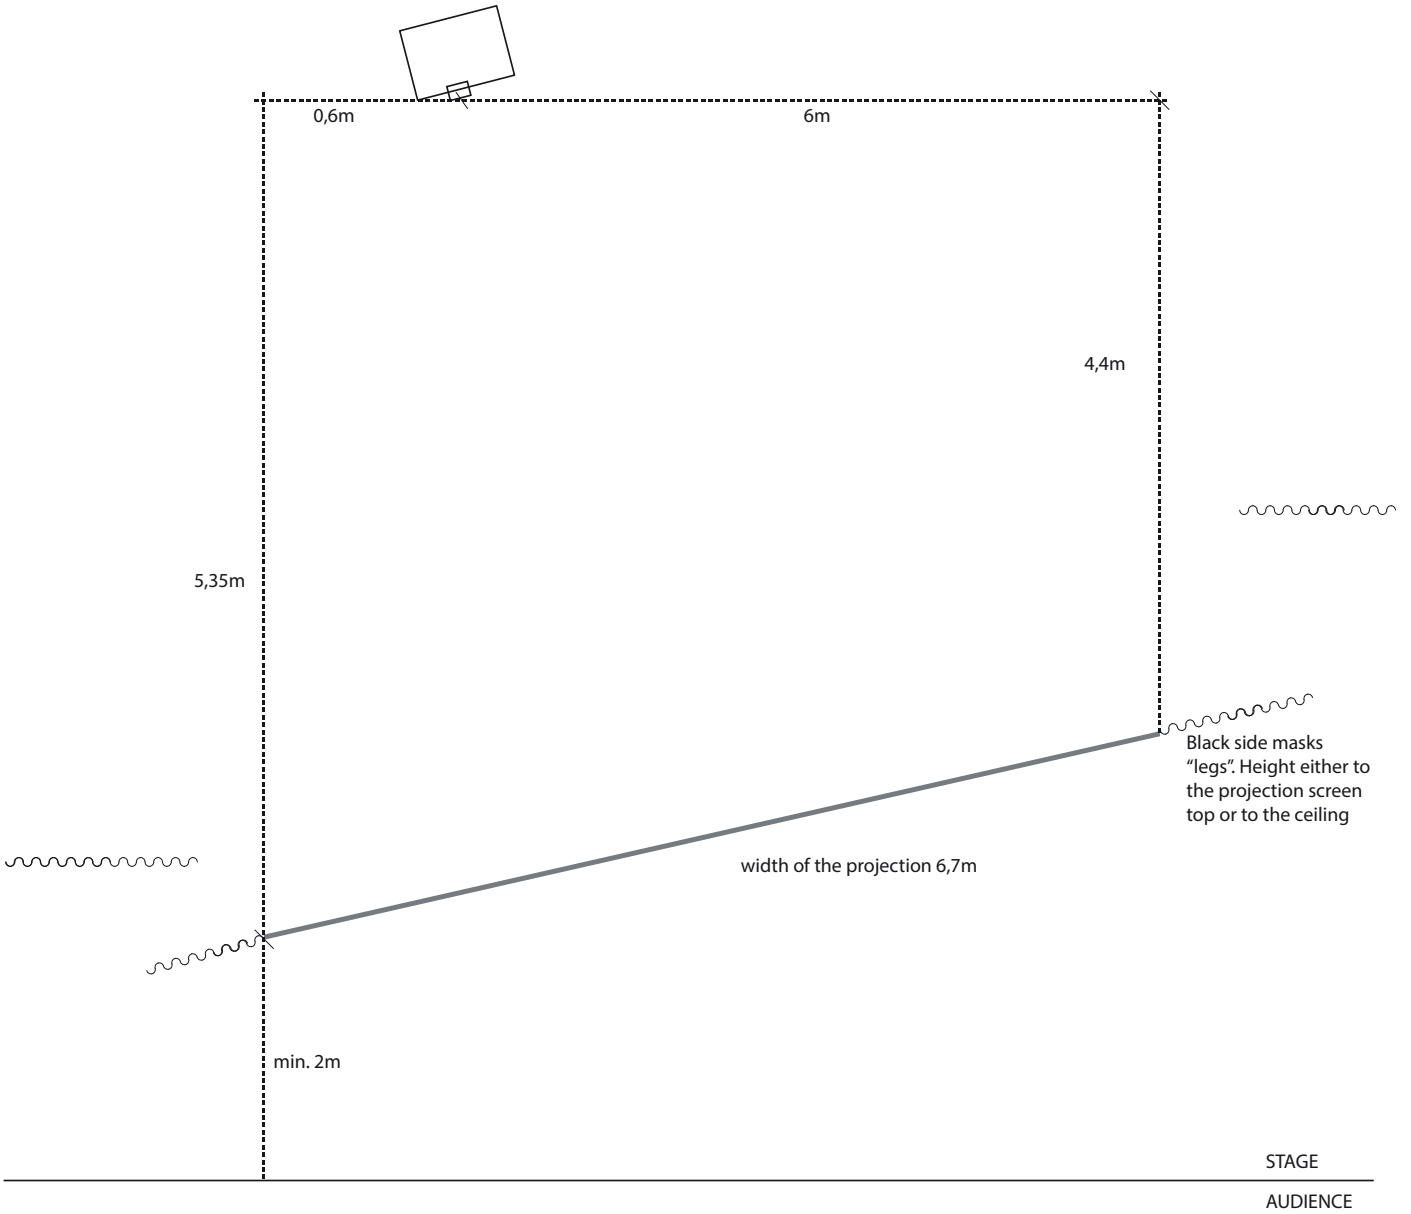 0,6m
6m
4,4m
5,35m
Black side masks
“legs”. Height either to
the projection screen
top or to the ceiling
width of the projection 6,7m
min. 2m
STAGE
AUDIENCE